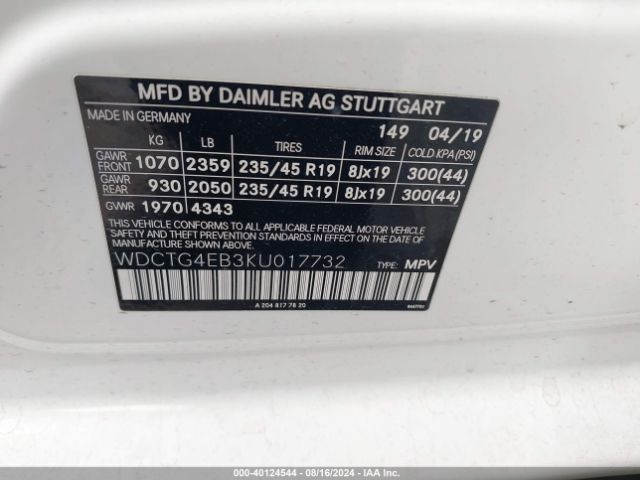 MFD BY DAIMLER AG STUTTGART
MADE IN GERMANY 149 04/19
KG LB TIRES RIM SIZE COLD KPA (PSI)
GAWR FRONT 1070 2359 235/45 R19 8Jx19 300(44)
GAWR REAR 930 2050 235/45 R19 8Jx19 300(44)
GVWR 1970 4343
THIS VEHICLE CONFORMS TO ALL APPLICABLE FEDERAL MOTOR VEHICLE
SAFETY AND THEFT PREVENTION STANDARDS IN EFFECT ON THE DATE
OF MANUFACTURE SHOWN ABOVE.
WDCTG4EB3KU017732 TYPE: MPV
A 204 817 78 20
000-40124544 / 08/16/2024 / IAA, Inc.